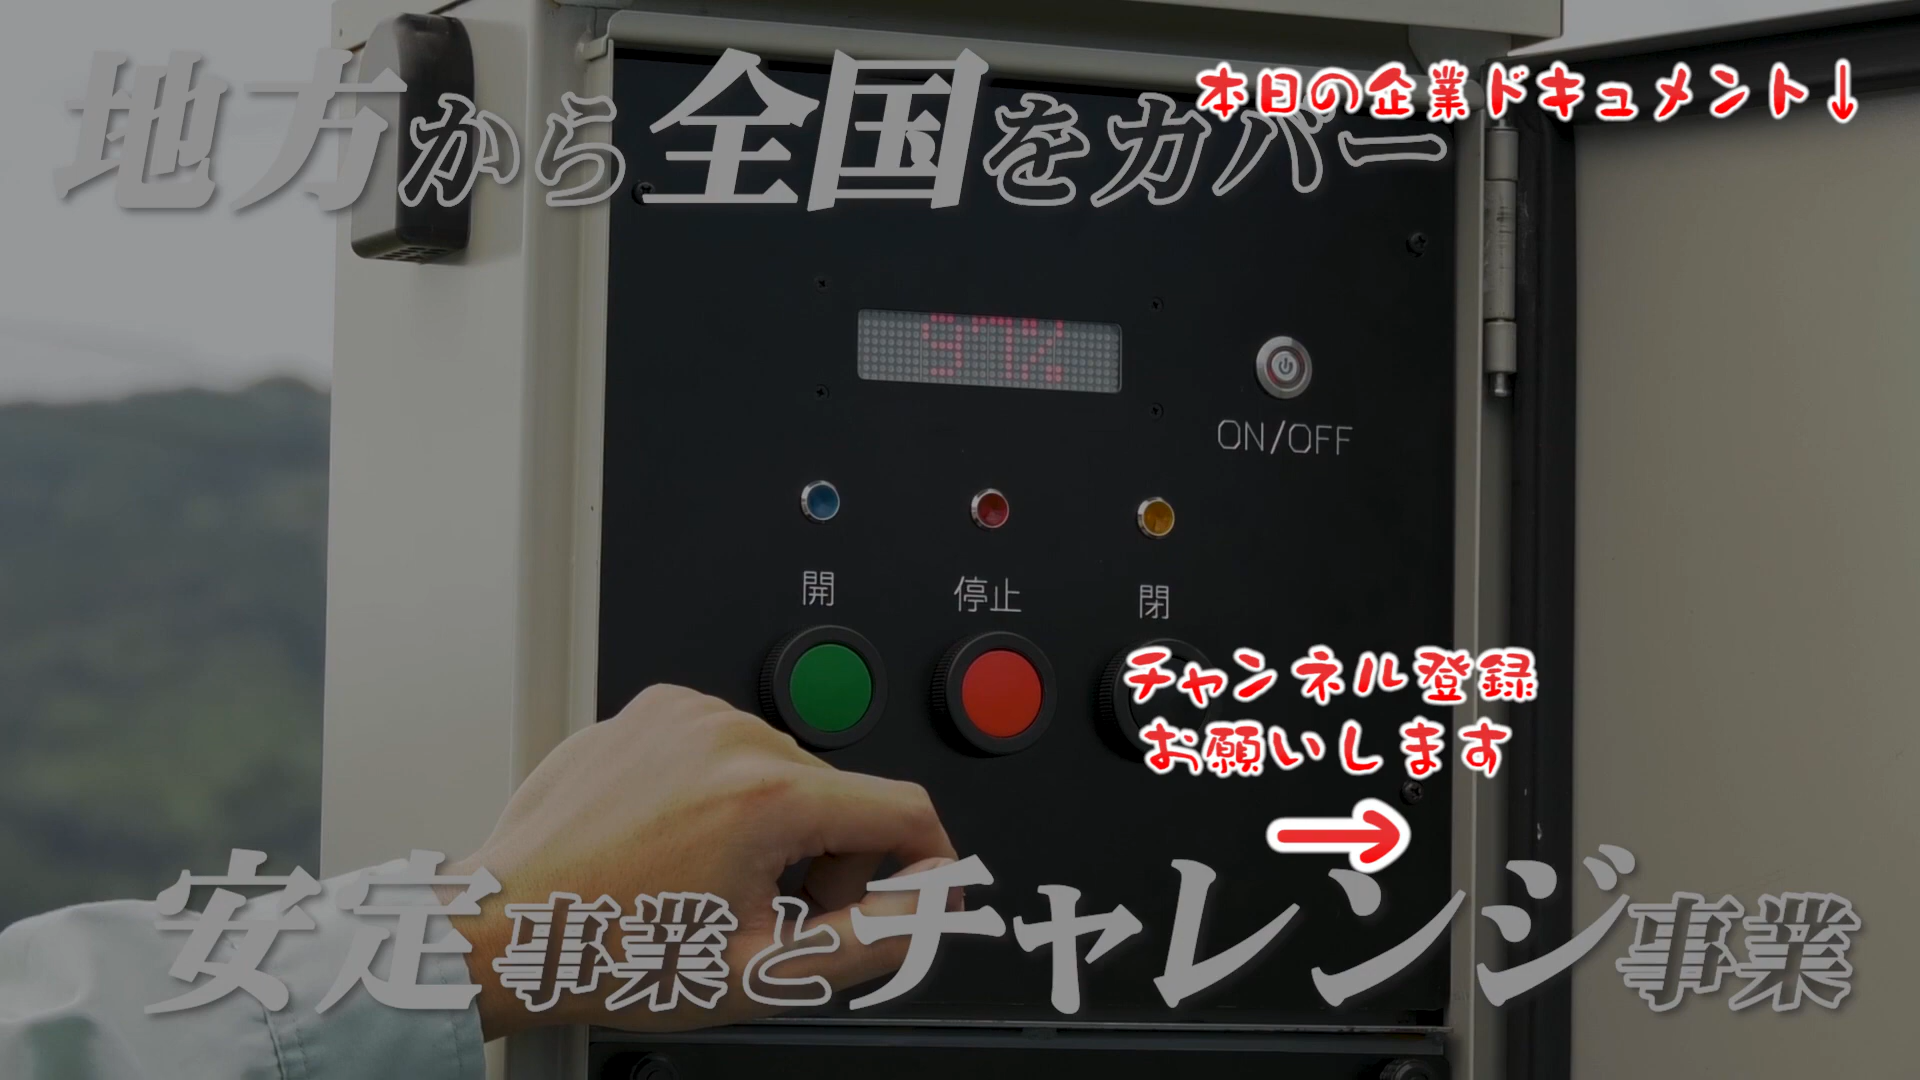 地方から全国をカバー
本日の企業ドキュメント↓
97%
ON/OFF
開 停止 閉
チャンネル登録
お願いします
→
安定事業とチャレンジ事業